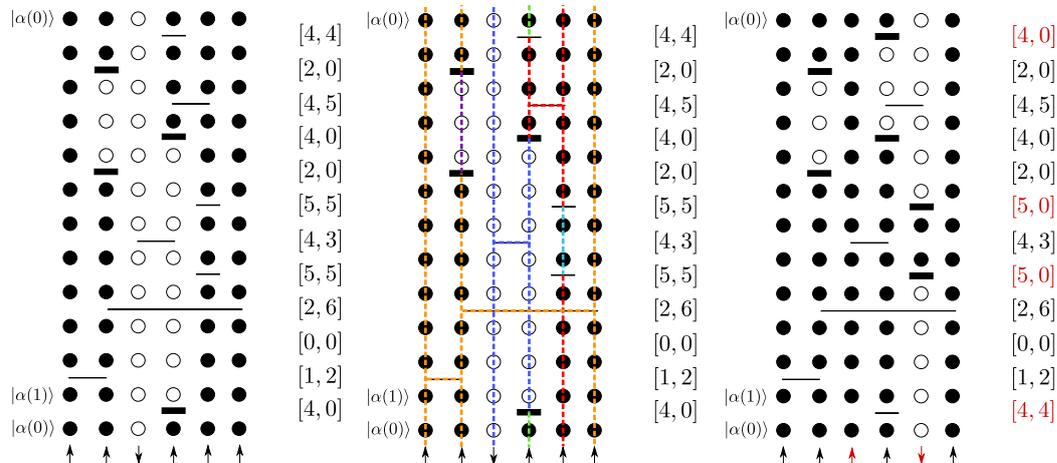 |α(0)⟩ |α(0)⟩
[4, 4] [4, 4] [4, 0]
[2, 0] [2, 0] [2, 0]
[4, 5] [4, 5] [4, 5]
[4, 0] [4, 0] [4, 0]
[2, 0] [2, 0] [2, 0]
[5, 5] [5, 5] [5, 0]
[4, 3] [4, 3] [4, 3]
[5, 5] [5, 5] [5, 0]
[2, 6] [2, 6] [2, 6]
[0, 0] [0, 0] [0, 0]
[1, 2] [1, 2] [1, 2]
|α(1)⟩ |α(1)⟩ |α(1)⟩
[4, 0] [4, 0] [4, 4]
|α(0)⟩ |α(0)⟩ |α(0)⟩